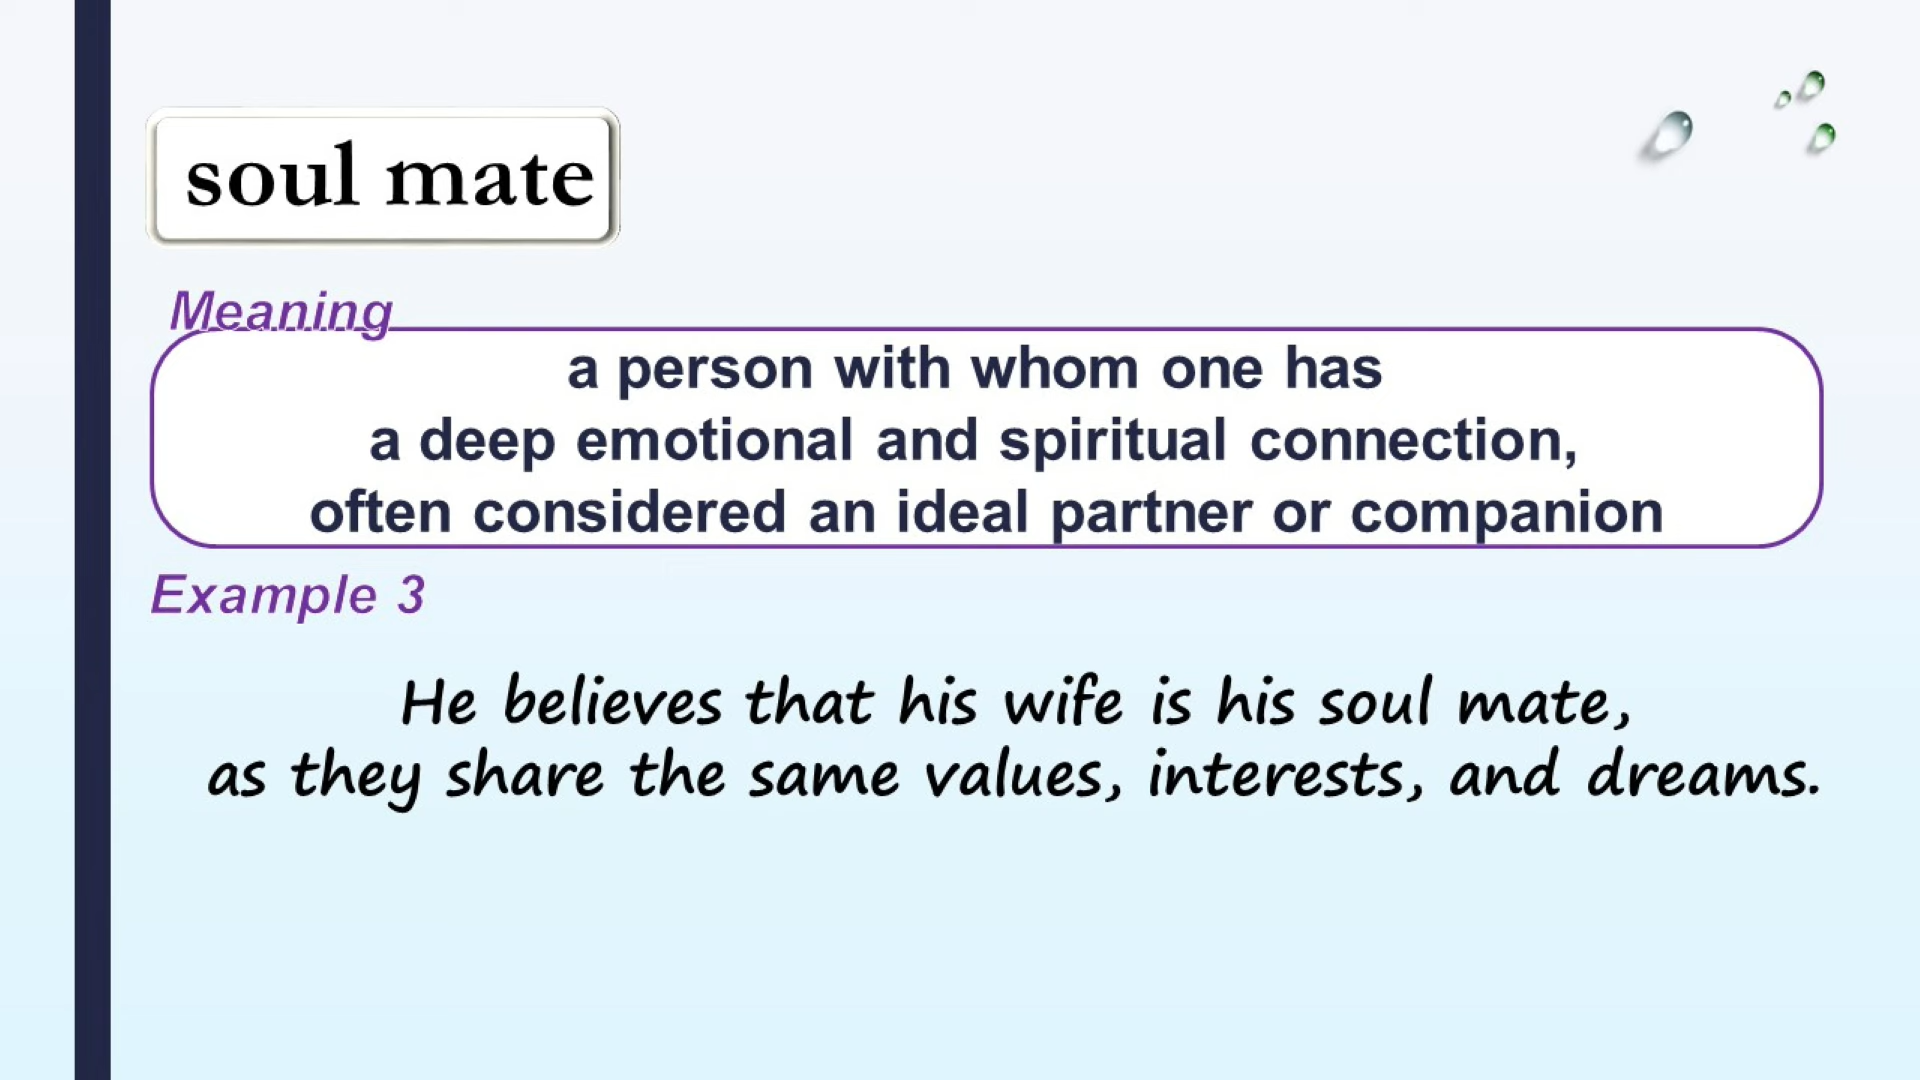 soul mate
Meaning
a person with whom one has
a deep emotional and spiritual connection,
often considered an ideal partner or companion
Example 3
He believes that his wife is his soul mate,
as they share the same values, interests, and dreams.